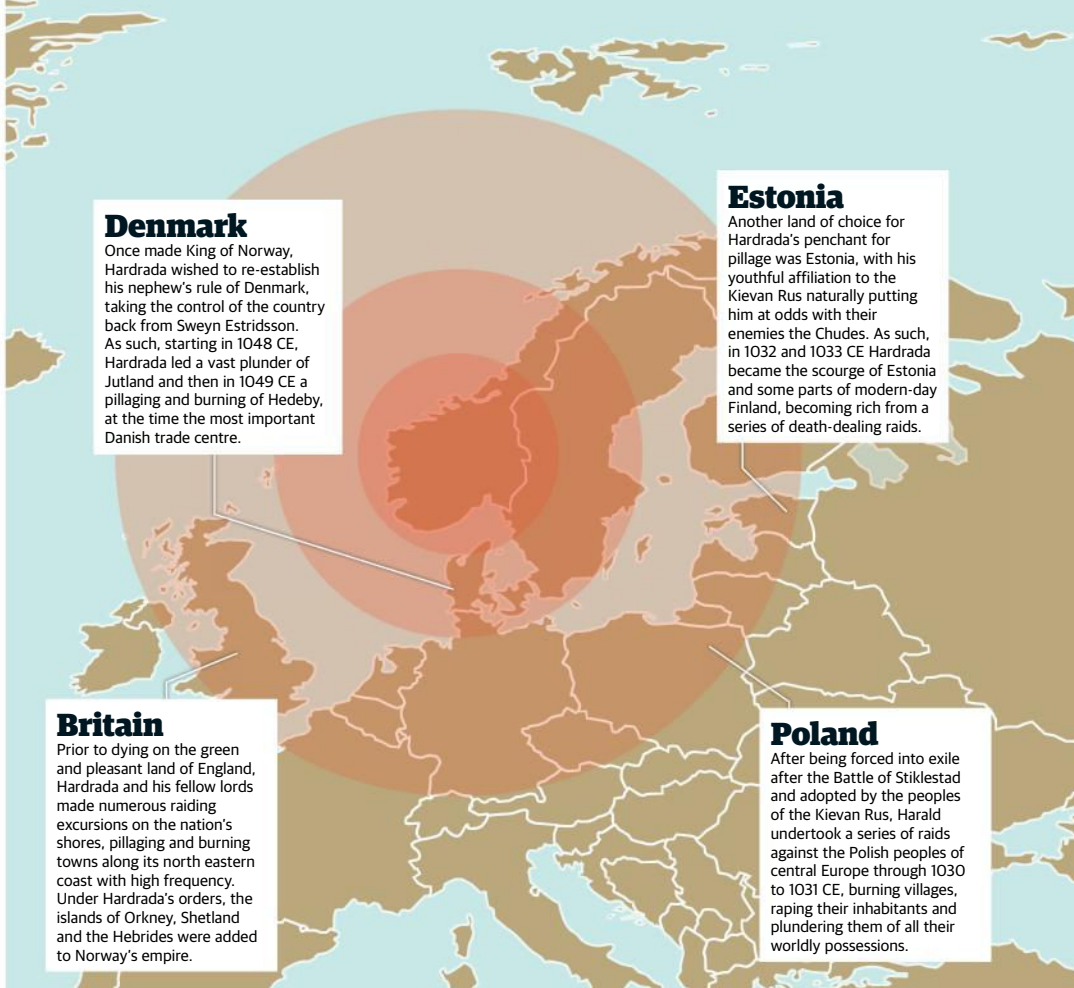 Denmark
Once made King of Norway,
Hardrada wished to re-establish
his nephew's rule of Denmark,
taking the control of the country
back from Sweyn Estridsson.
As such, starting in 1048 CE,
Hardrada led a vast plunder of
Jutland and then in 1049 CE a
pillaging and burning of Hedeby,
at the time the most important
Danish trade centre.
Estonia
Another land of choice for
Hardrada's penchant for
pillage was Estonia, with his
youthful affiliation to the
Kievan Rus naturally putting
him at odds with their
enemies the Chudes. As such,
in 1032 and 1033 CE Hardrada
became the scourge of Estonia
and some parts of modern-day
Finland, becoming rich from a
series of death-dealing raids.
Britain
Prior to dying on the green
and pleasant land of England,
Hardrada and his fellow lords
made numerous raiding
excursions on the nation's
shores, pillaging and burning
towns along its north eastern
coast with high frequency.
Under Hardrada's orders, the
islands of Orkney, Shetland
and the Hebrides were added
to Norway's empire.
Poland
After being forced into exile
after the Battle of Stiklestad
and adopted by the peoples
of the Kievan Rus, Harald
undertook a series of raids
against the Polish peoples of
central Europe through 1030
to 1031 CE, burning villages,
raping their inhabitants and
plundering them of all their
worldly possessions.